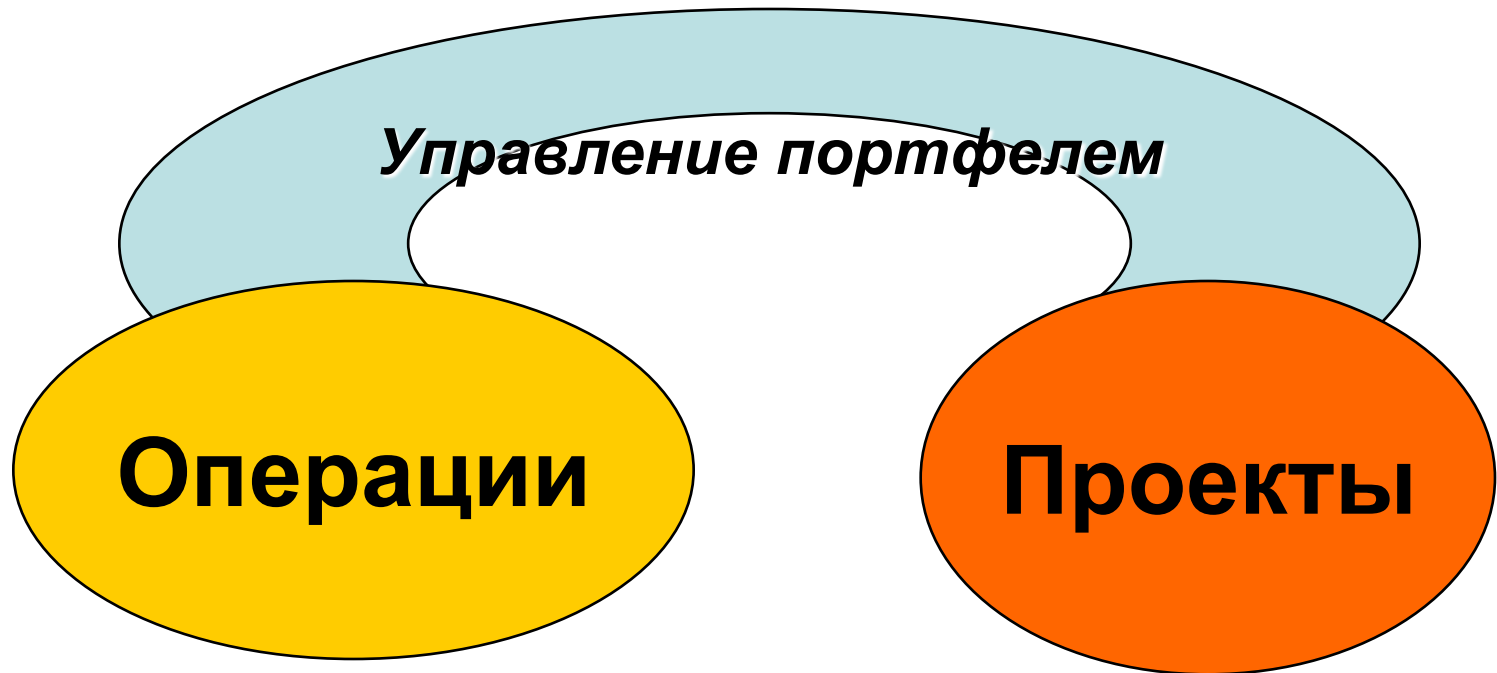 Управление портфелем
Операции
Проекты